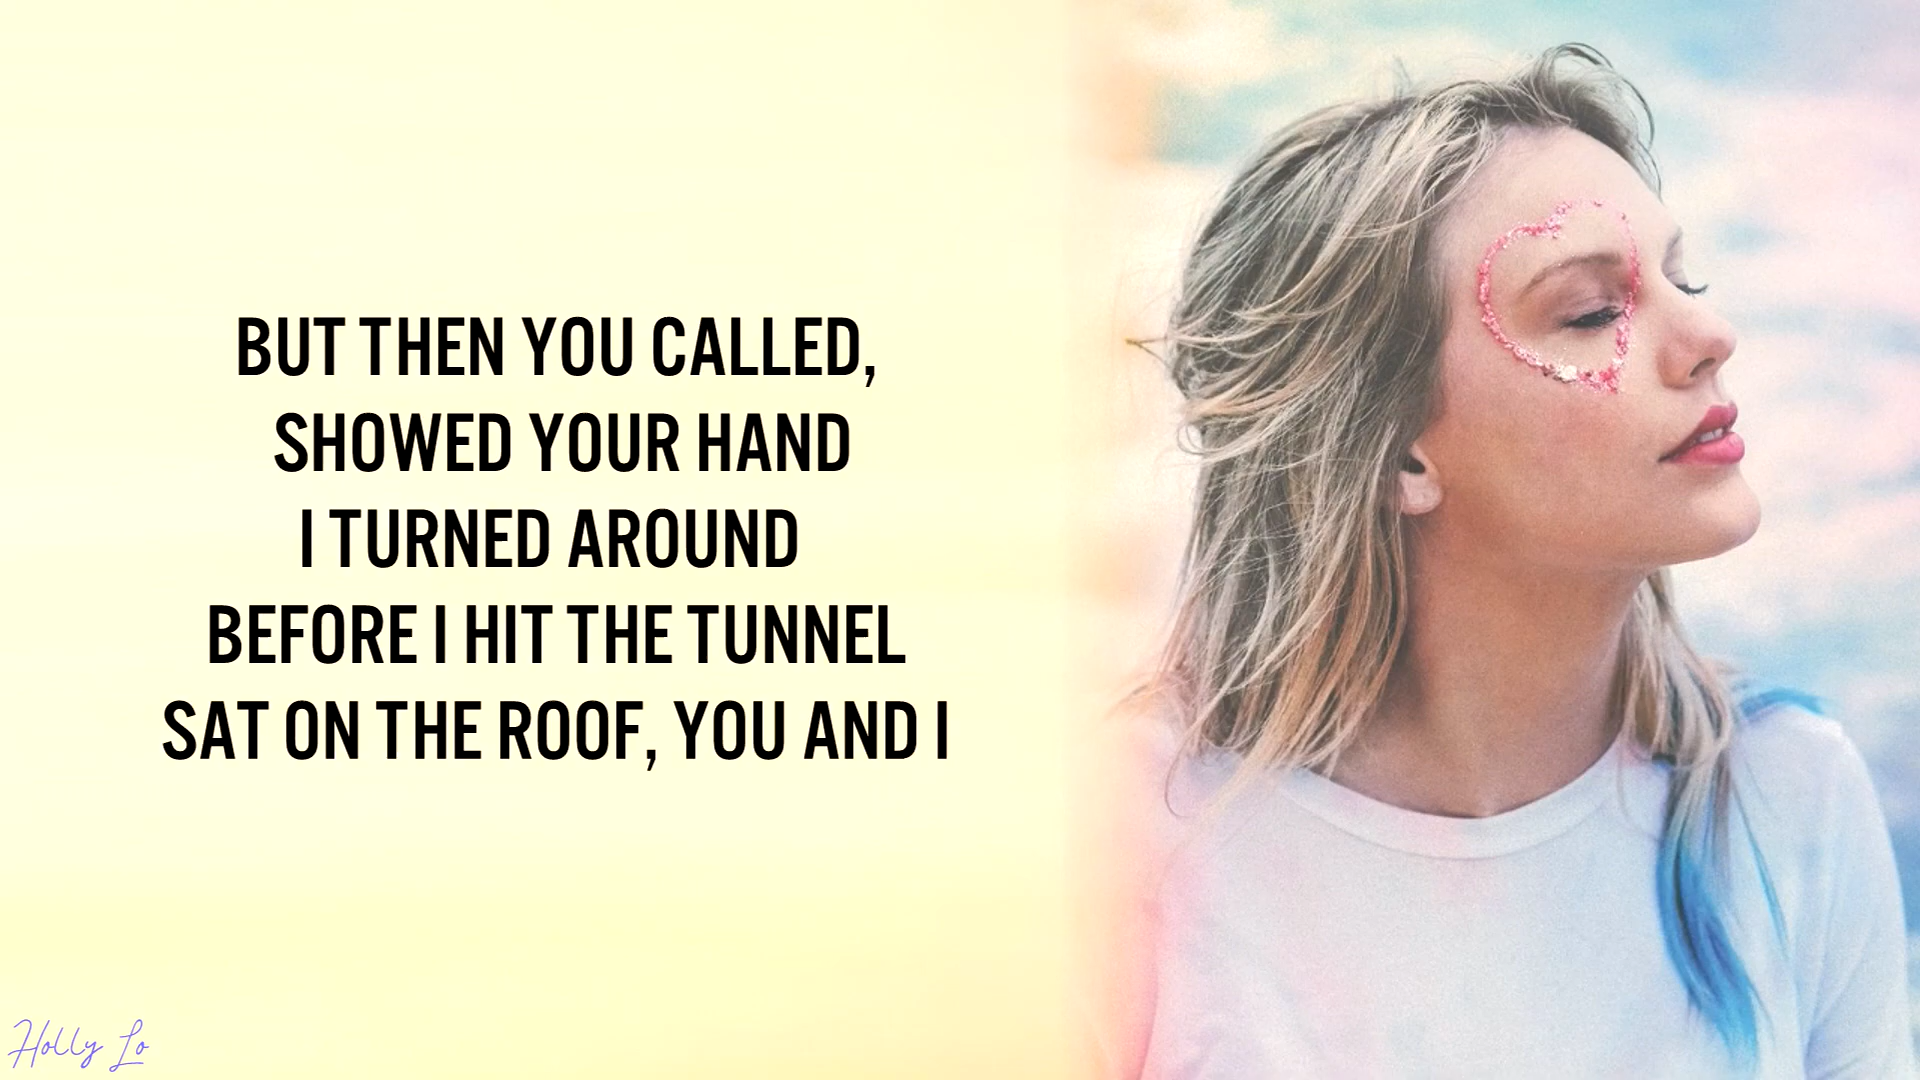 BUT THEN YOU CALLED,
SHOWED YOUR HAND
I TURNED AROUND
BEFORE I HIT THE TUNNEL
SAT ON THE ROOF, YOU AND I
Holly Lo